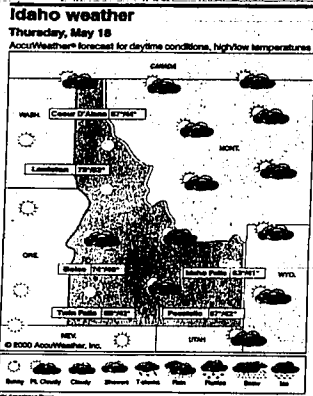 Idaho weather
Thursday, May 18
AccuWeather® forecast for daytime conditions, high/low temperatures
CANADA
WASH.
Coeur D'Alene
MONT.
Lewiston
ORE.
Boise
Idaho Falls
WYO.
Twin Falls
Pocatello
NEV.
UTAH
© 2000 AccuWeather, Inc.
Sunny Pt. Cloudy Cloudy Showers T-storms Rain Flurries Snow Ice